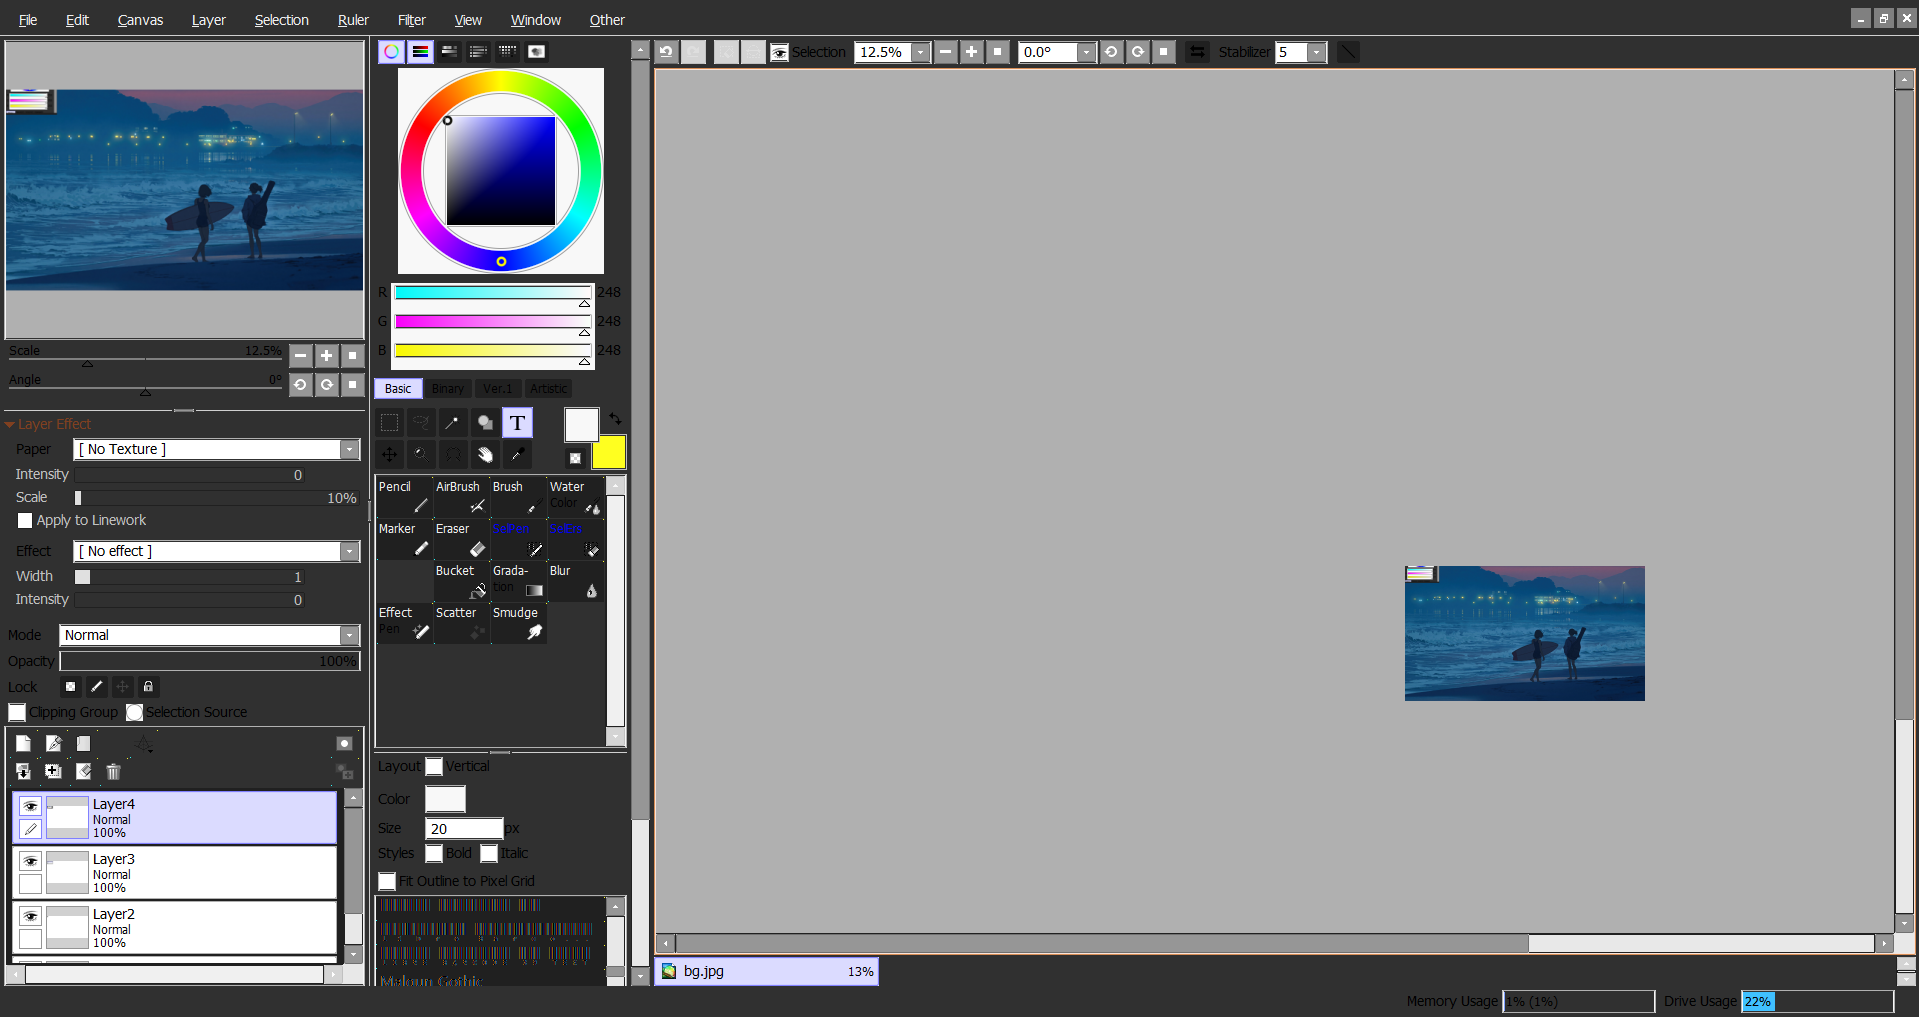 File Edit Canvas Layer Selection Ruler Filter View Window Other
Selection 12.5% 0.0° Stabilizer 5
R 248
G 248
B 248
Scale 12.5%
Angle 0°
Basic Binary Ver.1 Artistic
Layer Effect
Paper [ No Texture ]
Intensity 0
Scale 10%
Apply to Linework
Effect [ No effect ]
Width 1
Intensity 0
Mode Normal
Opacity 100%
Lock
Clipping Group Selection Source
Layer4
Normal
100%
Layer3
Normal
100%
Layer2
Normal
100%
T
Pencil AirBrush Brush Water
Color
Marker Eraser SelPen SelErs
Bucket Grada-
tion Blur
Effect Scatter Smudge
Pen
Layout Vertical
Color
Size 20 px
Styles Bold Italic
Fit Outline to Pixel Grid
Malgun Gothic
bg.jpg 13%
Memory Usage 1% (1%) Drive Usage 22%